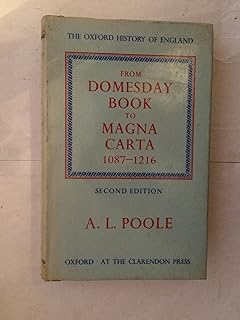 THE OXFORD HISTORY OF ENGLAND
FROM
DOMESDAY
BOOK
TO
MAGNA
CARTA
1087–1216
SECOND EDITION
A. L. POOLE
OXFORD · AT THE CLARENDON PRESS